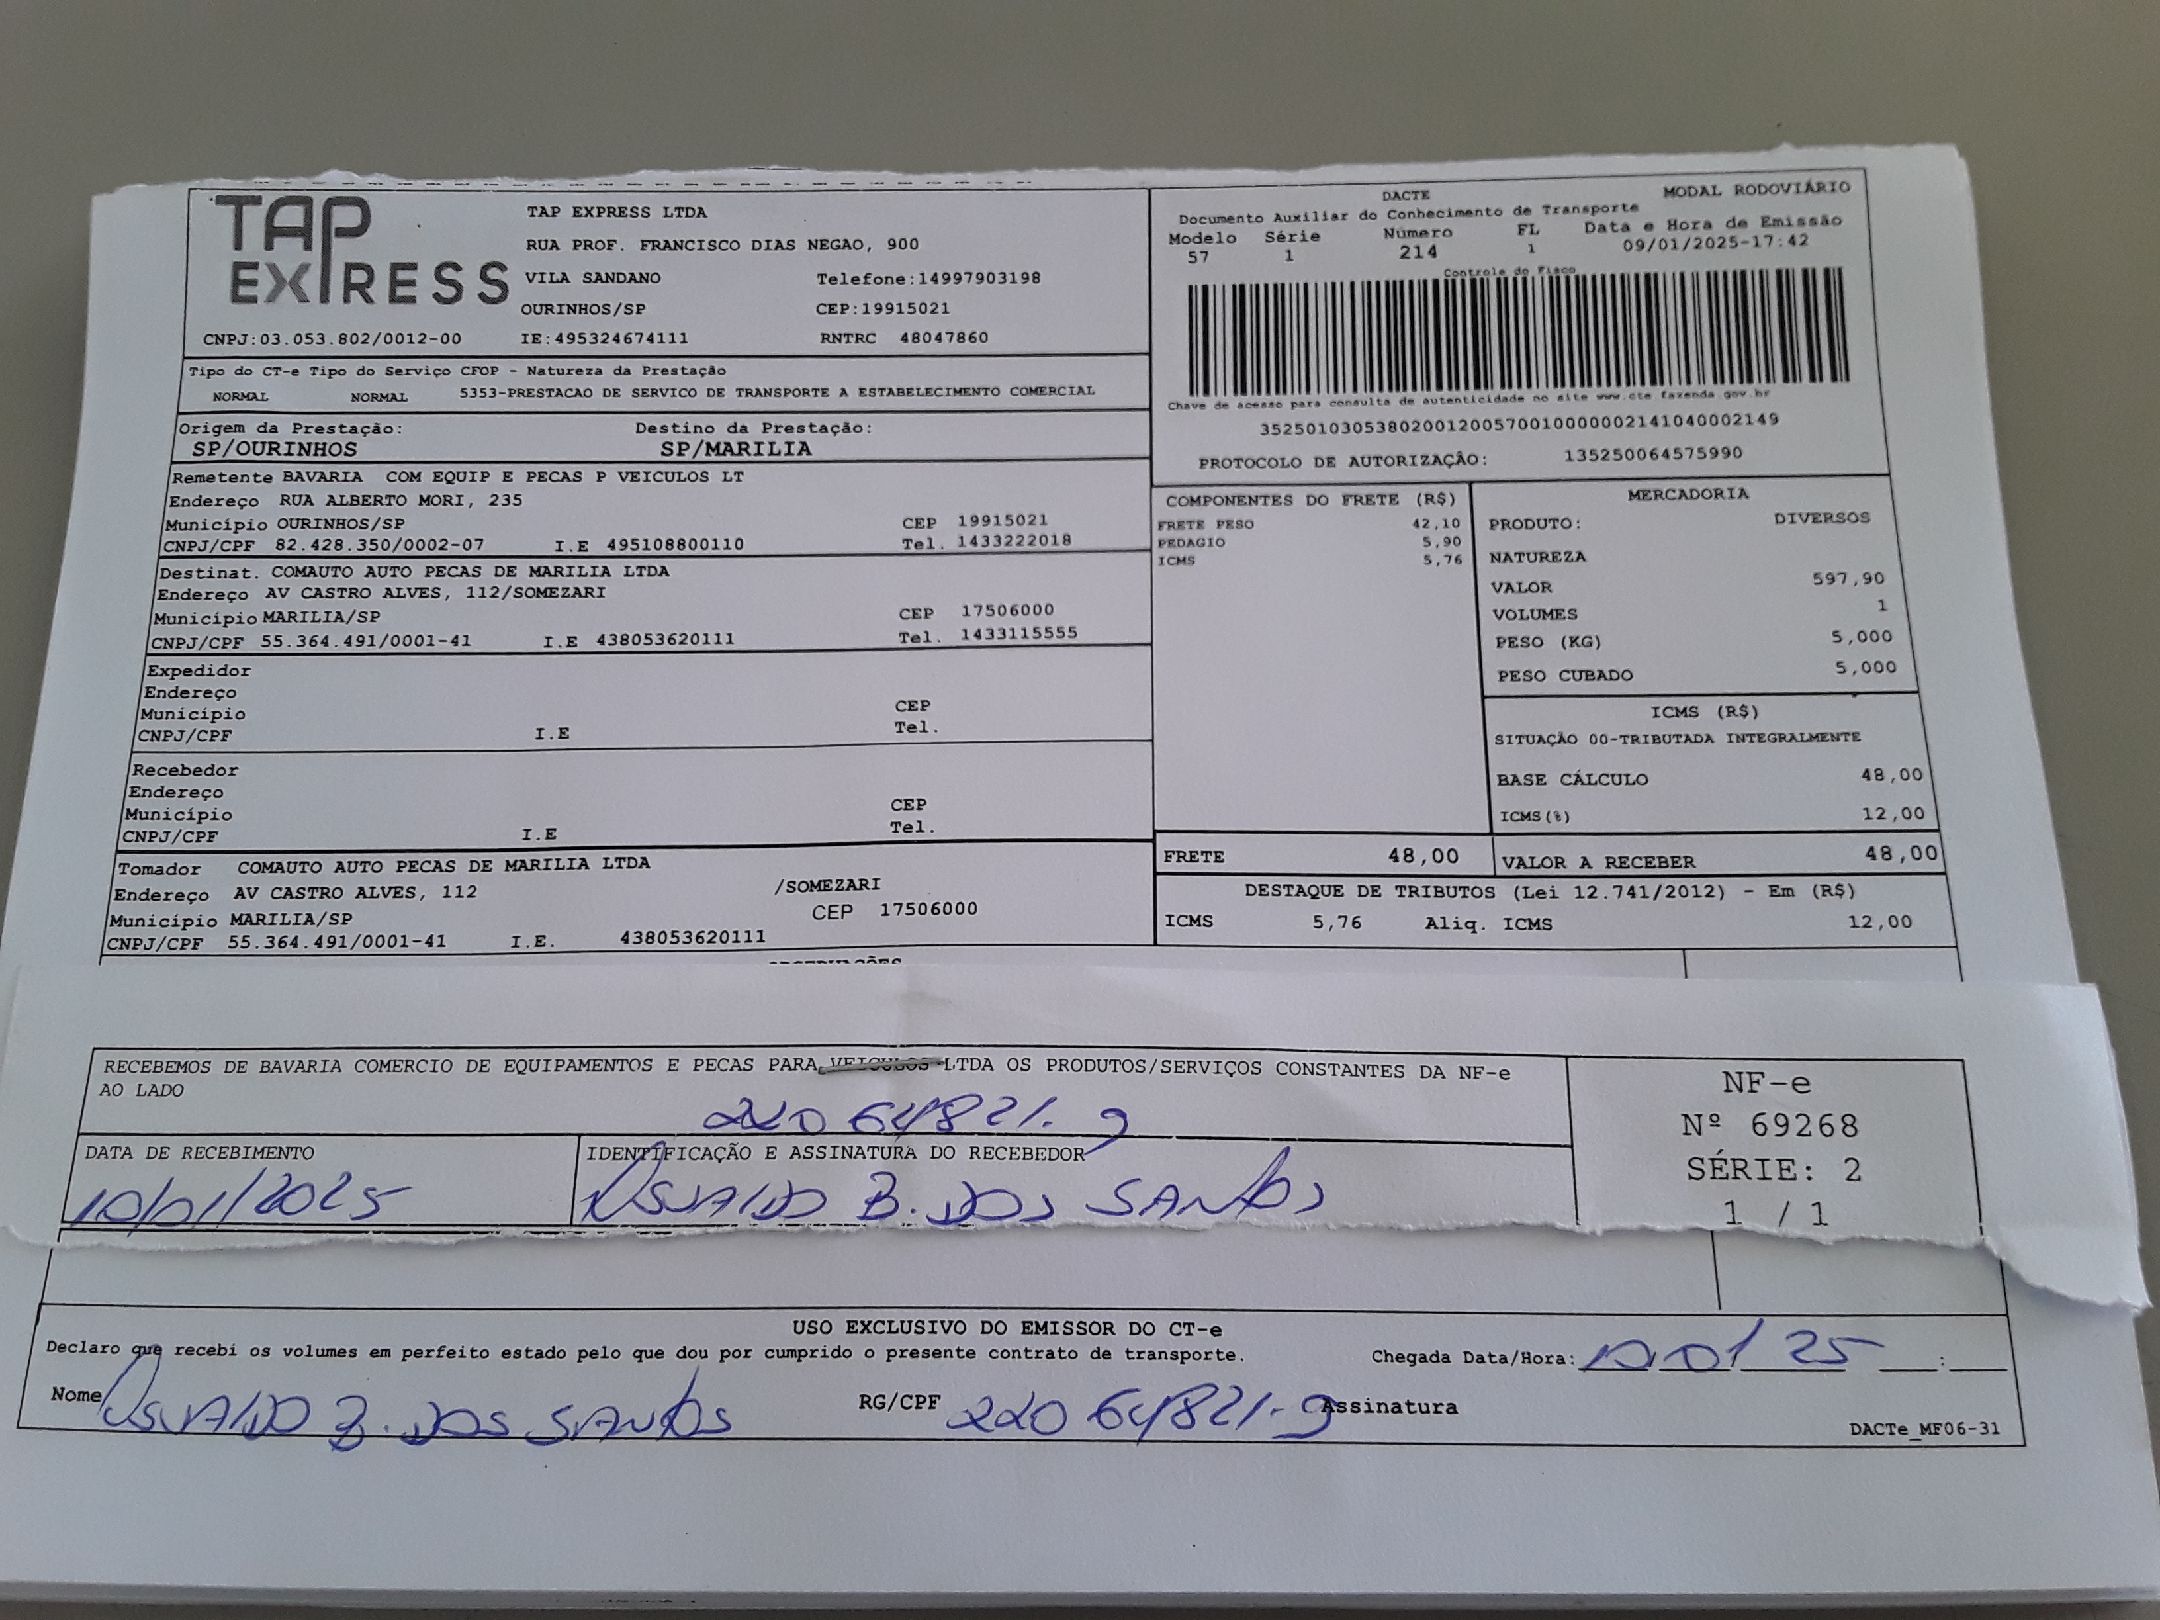 TAP EXPRESS
TAP EXPRESS LTDA
RUA PROF. FRANCISCO DIAS NEGAO, 900
VILA SANDANO Telefone:14997903198
OURINHOS/SP CEP:19915021
CNPJ:03.053.802/0012-00 IE:495324674111 RNTRC 48047860
DACTE MODAL RODOVIÁRIO
Documento Auxiliar do Conhecimento de Transporte
Modelo Série Número FL Data e Hora de Emissão
57 1 214 1 09/01/2025-17:42
Controle do Fisco
Chave de acesso para consulta de autenticidade no site www.cte fazenda gov.br
35250103053802001200570010000002141040002149
PROTOCOLO DE AUTORIZAÇÃO: 135250064575990
Tipo do CT-e Tipo do Serviço CFOP - Natureza da Prestação
NORMAL NORMAL 5353-PRESTACAO DE SERVICO DE TRANSPORTE A ESTABELECIMENTO COMERCIAL
Origem da Prestação: Destino da Prestação:
SP/OURINHOS SP/MARILIA
Remetente BAVARIA COM EQUIP E PECAS P VEICULOS LT
Endereço RUA ALBERTO MORI, 235
Município OURINHOS/SP CEP 19915021
CNPJ/CPF 82.428.350/0002-07 I.E 495108800110 Tel. 1433222018
Destinat. COMAUTO AUTO PECAS DE MARILIA LTDA
Endereço AV CASTRO ALVES, 112/SOMEZARI
Município MARILIA/SP CEP 17506000
CNPJ/CPF 55.364.491/0001-41 I.E 438053620111 Tel. 1433115555
Expedidor
Endereço
Município CEP
CNPJ/CPF I.E Tel.
Recebedor
Endereço
Município CEP
CNPJ/CPF I.E Tel.
Tomador COMAUTO AUTO PECAS DE MARILIA LTDA
Endereço AV CASTRO ALVES, 112 /SOMEZARI
Município MARILIA/SP CEP 17506000
CNPJ/CPF 55.364.491/0001-41 I.E. 438053620111
COMPONENTES DO FRETE (R$)
FRETE PESO 42,10
PEDAGIO 5,90
ICMS 5,76
MERCADORIA
PRODUTO: DIVERSOS
NATUREZA
VALOR 597,90
VOLUMES 1
PESO (KG) 5,000
PESO CUBADO 5,000
ICMS (R$)
SITUAÇÃO 00-TRIBUTADA INTEGRALMENTE
BASE CÁLCULO 48,00
ICMS(%) 12,00
FRETE 48,00 VALOR A RECEBER 48,00
DESTAQUE DE TRIBUTOS (Lei 12.741/2012) - Em (R$)
ICMS 5,76 Aliq. ICMS 12,00
RECEBEMOS DE BAVARIA COMERCIO DE EQUIPAMENTOS E PECAS PARA VEICULOS LTDA OS PRODUTOS/SERVIÇOS CONSTANTES DA NF-e
AO LADO
220 64821-9
DATA DE RECEBIMENTO IDENTIFICAÇÃO E ASSINATURA DO RECEBEDOR
10/01/2025 OSVALDO B. DOS SANTOS
NF-e
Nº 69268
SÉRIE: 2
1 / 1
USO EXCLUSIVO DO EMISSOR DO CT-e
Declaro que recebi os volumes em perfeito estado pelo que dou por cumprido o presente contrato de transporte. Chegada Data/Hora: 10/01/25 :
Nome OSVALDO B. DOS SANTOS RG/CPF 220 64821-9 Assinatura
DACTe_MF06-31